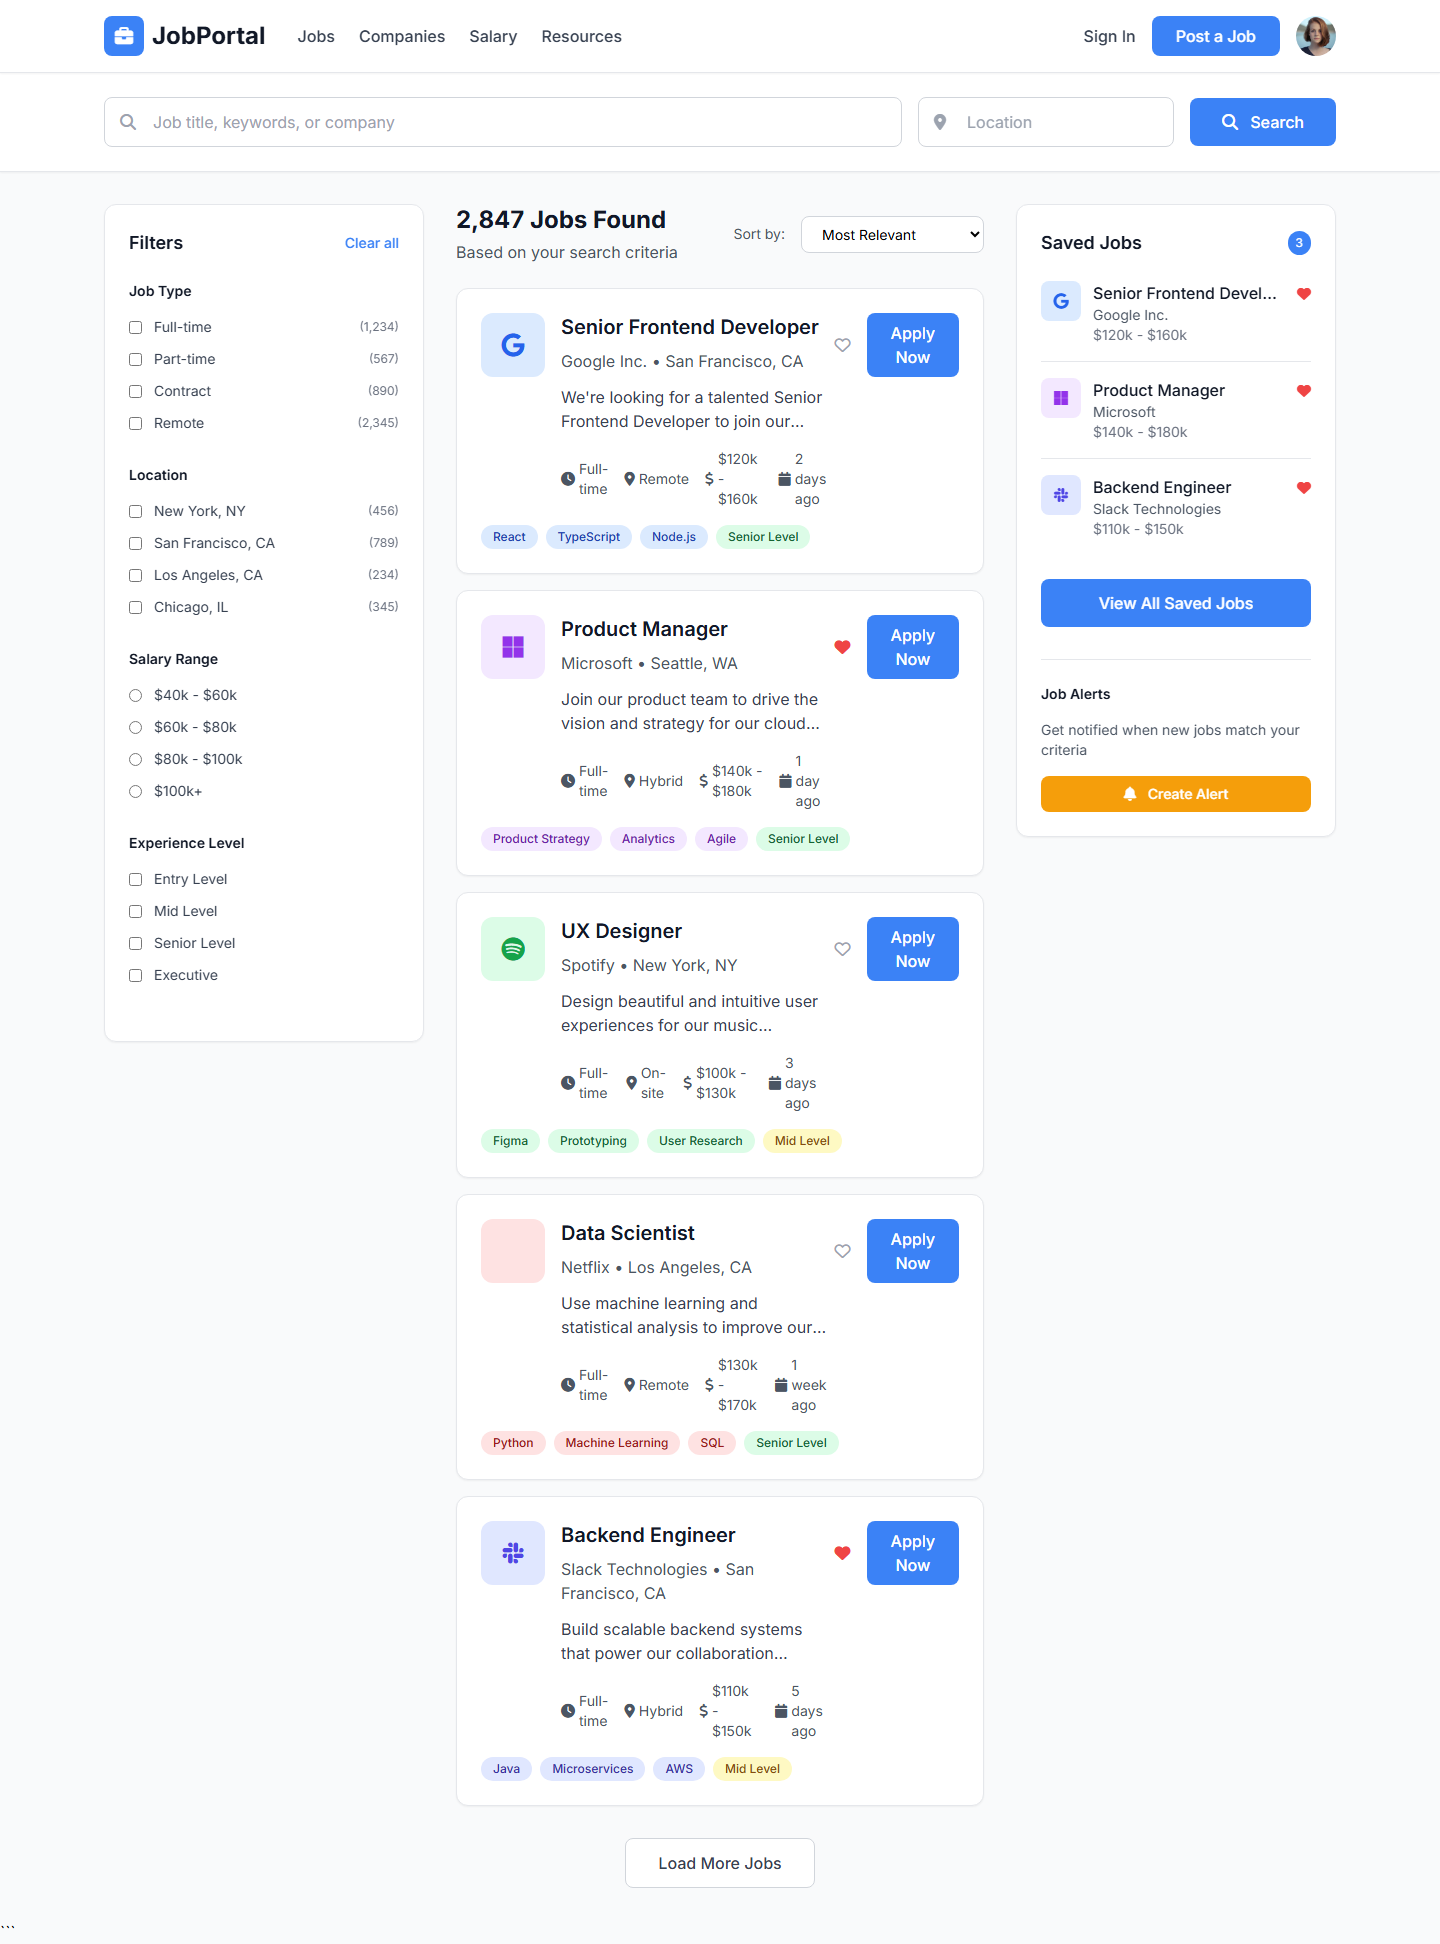 JobPortal
Jobs
Companies
Salary
Resources
Sign In
Post a Job
Job title, keywords, or company
Location
Search
Filters
Clear all
Job Type
Full-time (1,234)
Part-time (567)
Contract (890)
Remote (2,345)
Location
New York, NY (456)
San Francisco, CA (789)
Los Angeles, CA (234)
Chicago, IL (345)
Salary Range
$40k - $60k
$60k - $80k
$80k - $100k
$100k+
Experience Level
Entry Level
Mid Level
Senior Level
Executive
2,847 Jobs Found
Based on your search criteria
Sort by:
Most Relevant
Senior Frontend Developer
Google Inc. • San Francisco, CA
We're looking for a talented Senior
Frontend Developer to join our...
Full-
time
Remote
$120k
-
$160k
2
days
ago
React
TypeScript
Node.js
Senior Level
Apply
Now
Product Manager
Microsoft • Seattle, WA
Join our product team to drive the
vision and strategy for our cloud...
Full-
time
Hybrid
$140k -
$180k
1
day
ago
Product Strategy
Analytics
Agile
Senior Level
Apply
Now
UX Designer
Spotify • New York, NY
Design beautiful and intuitive user
experiences for our music...
Full-
time
On-
site
$100k -
$130k
3
days
ago
Figma
Prototyping
User Research
Mid Level
Apply
Now
Data Scientist
Netflix • Los Angeles, CA
Use machine learning and
statistical analysis to improve our...
Full-
time
Remote
$130k
-
$170k
1
week
ago
Python
Machine Learning
SQL
Senior Level
Apply
Now
Backend Engineer
Slack Technologies • San
Francisco, CA
Build scalable backend systems
that power our collaboration...
Full-
time
Hybrid
$110k
-
$150k
5
days
ago
Java
Microservices
AWS
Mid Level
Apply
Now
Load More Jobs
Saved Jobs
3
Senior Frontend Devel...
Google Inc.
$120k - $160k
Product Manager
Microsoft
$140k - $180k
Backend Engineer
Slack Technologies
$110k - $150k
View All Saved Jobs
Job Alerts
Get notified when new jobs match your
criteria
Create Alert
```